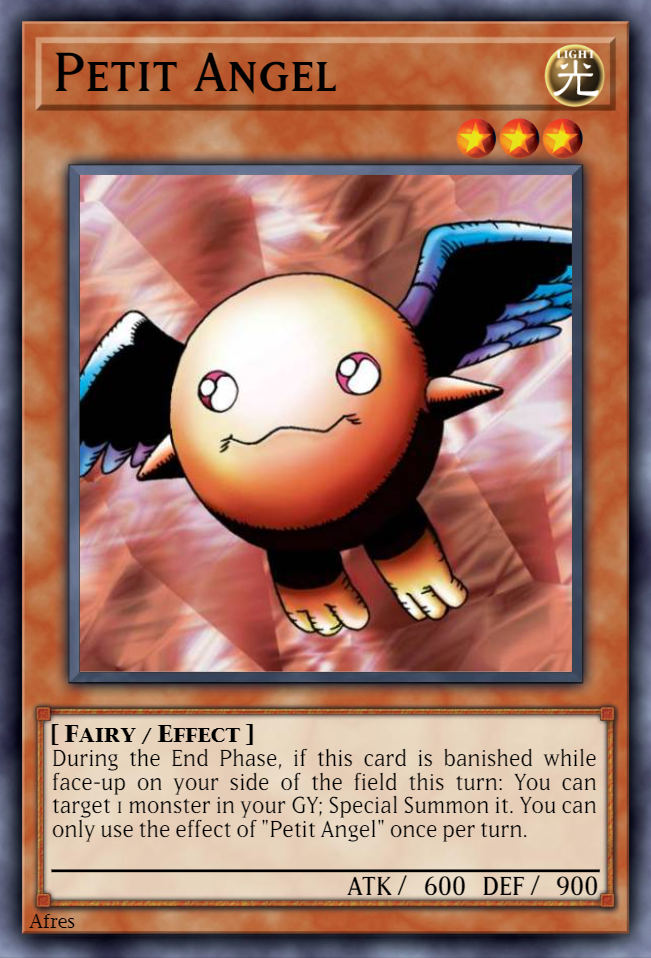 Petit Angel
LIGHT
光
[ Fairy / Effect ]
During the End Phase, if this card is banished while
face-up on your side of the field this turn: You can
target 1 monster in your GY; Special Summon it. You can
only use the effect of "Petit Angel" once per turn.
ATK / 600 DEF / 900
Afres